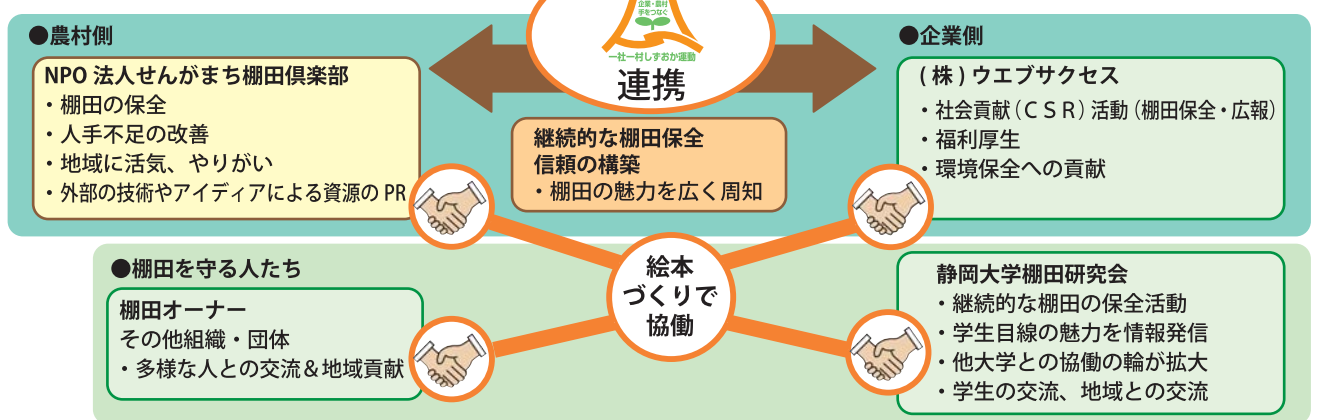 企業・農村
手をつなぐ
一社一村しずおか運動
連携
●農村側
NPO 法人せんがまち棚田倶楽部
・棚田の保全
・人手不足の改善
・地域に活気、やりがい
・外部の技術やアイディアによる資源の PR
継続的な棚田保全
信頼の構築
・棚田の魅力を広く周知
●企業側
(株)ウエブサクセス
・社会貢献(CSR)活動(棚田保全・広報)
・福利厚生
・環境保全への貢献
絵本
づくりで
協働
●棚田を守る人たち
棚田オーナー
その他組織・団体
・多様な人との交流&地域貢献
静岡大学棚田研究会
・継続的な棚田の保全活動
・学生目線の魅力を情報発信
・他大学との協働の輪が拡大
・学生の交流、地域との交流